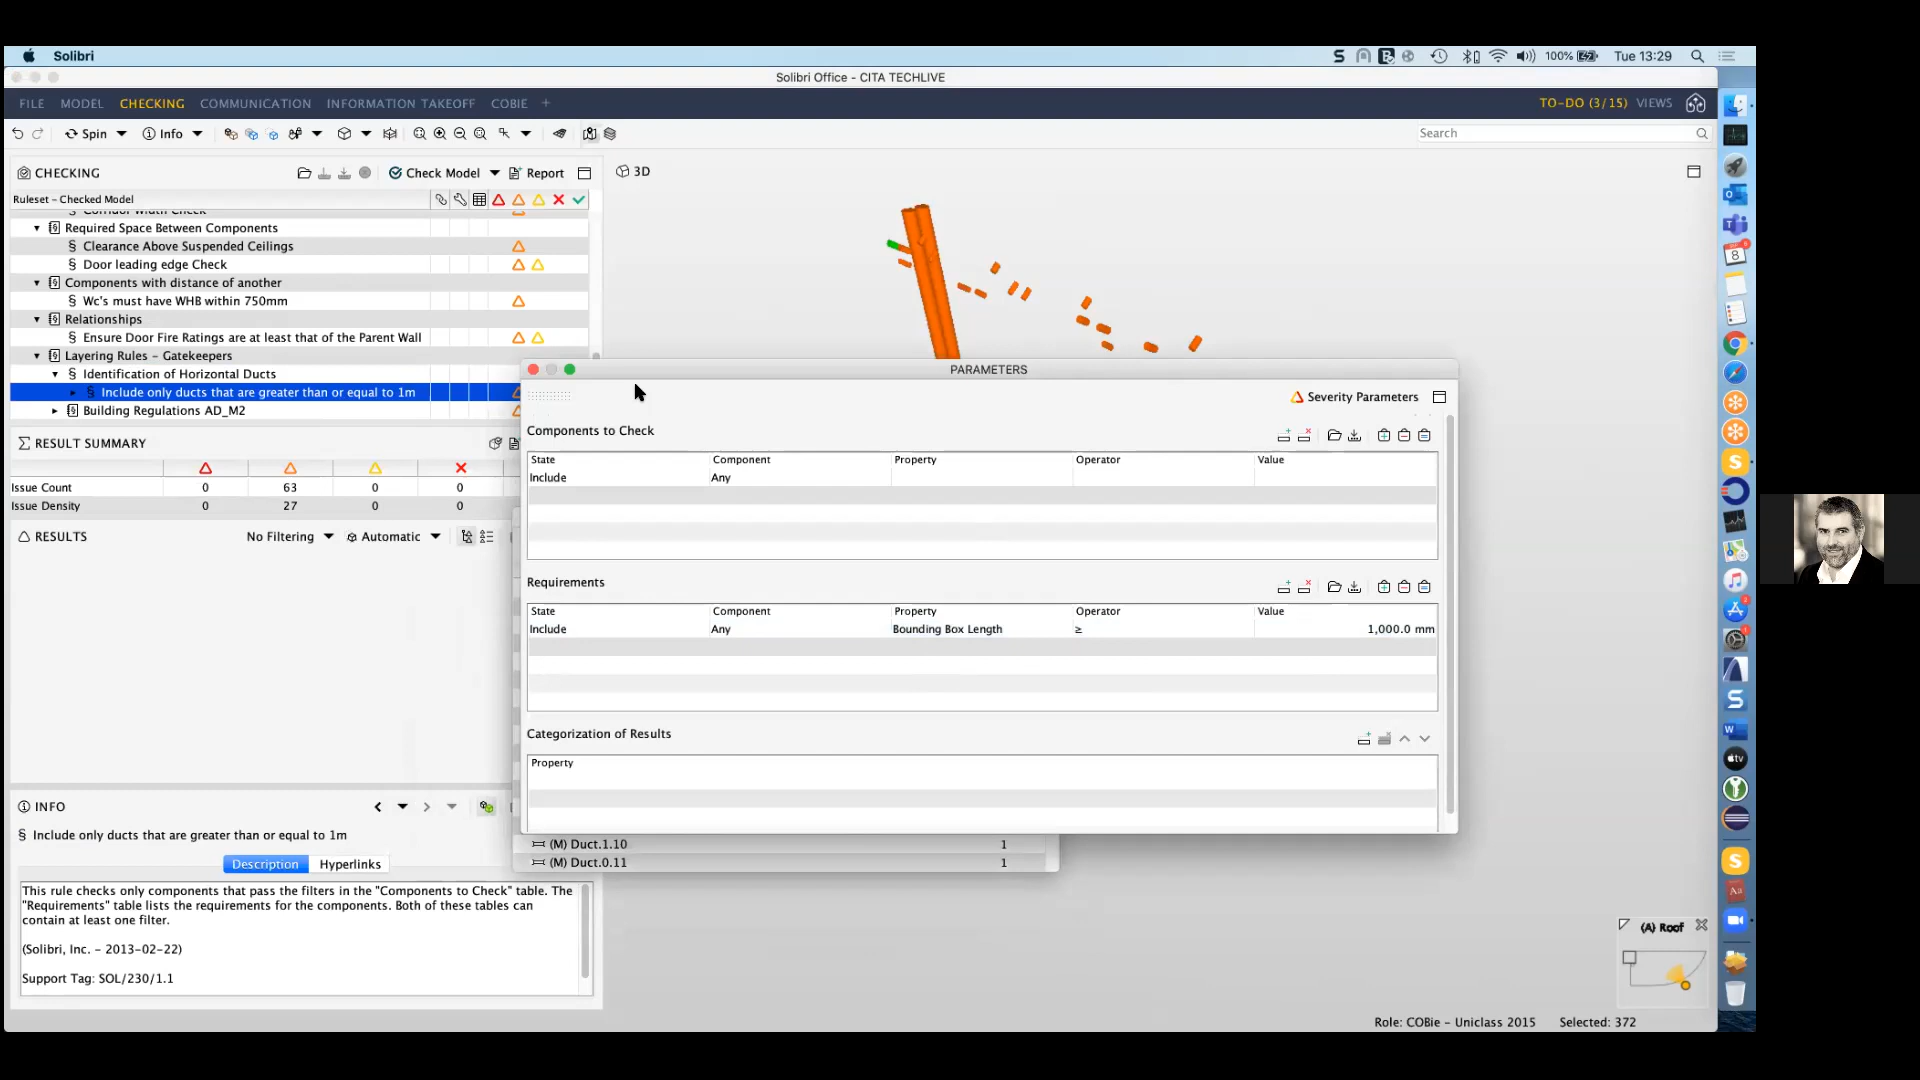 Solibri
100%
Tue 13:29
Solibri Office - CITA TECHLIVE
FILE MODEL CHECKING COMMUNICATION INFORMATION TAKEOFF COBIE +
TO-DO (3/15) VIEWS
Spin Info
Search
CHECKING
Check Model Report
3D
Ruleset - Checked Model
§ Corridor Width Check
Required Space Between Components
§ Clearance Above Suspended Ceilings
§ Door leading edge Check
Components with distance of another
§ Wc's must have WHB within 750mm
Relationships
§ Ensure Door Fire Ratings are at least that of the Parent Wall
Layering Rules - Gatekeepers
§ Identification of Horizontal Ducts
§ Include only ducts that are greater than or equal to 1m
Building Regulations AD_M2
RESULT SUMMARY
Issue Count 0 63 0 0
Issue Density 0 27 0 0
RESULTS
No Filtering Automatic
INFO
§ Include only ducts that are greater than or equal to 1m
Description Hyperlinks
This rule checks only components that pass the filters in the "Components to Check" table. The
"Requirements" table lists the requirements for the components. Both of these tables can
contain at least one filter.
(Solibri, Inc. - 2013-02-22)
Support Tag: SOL/230/1.1
PARAMETERS
Severity Parameters
Components to Check
State Component Property Operator Value
Include Any
Requirements
State Component Property Operator Value
Include Any Bounding Box Length ≥ 1,000.0 mm
Categorization of Results
Property
(M) Duct.1.10 1
(M) Duct.0.11 1
(A) Roof
Role: COBie - Uniclass 2015 Selected: 372